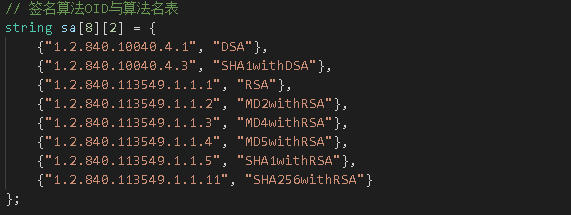 // 签名算法OID与算法名表
string sa[8][2] = {
    {"1.2.840.10040.4.1", "DSA"},
    {"1.2.840.10040.4.3", "SHA1withDSA"},
    {"1.2.840.113549.1.1.1", "RSA"},
    {"1.2.840.113549.1.1.2", "MD2withRSA"},
    {"1.2.840.113549.1.1.3", "MD4withRSA"},
    {"1.2.840.113549.1.1.4", "MD5withRSA"},
    {"1.2.840.113549.1.1.5", "SHA1withRSA"},
    {"1.2.840.113549.1.1.11", "SHA256withRSA"}
};